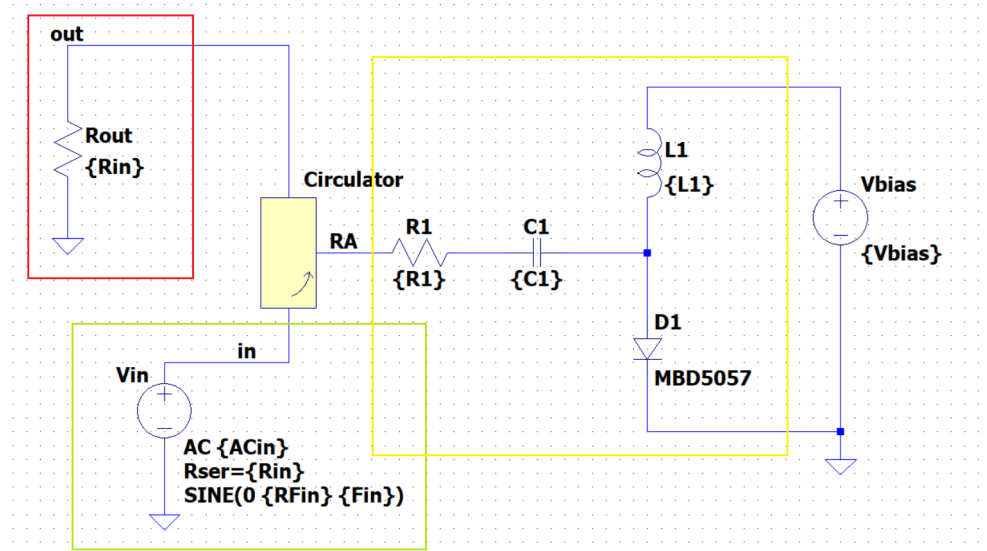 out
Rout
{Rin}
Circulator
RA
R1
{R1}
C1
{C1}
L1
{L1}
Vbias
{Vbias}
D1
MBD5057
in
Vin
AC {ACin}
Rser={Rin}
SINE(0 {RFin} {Fin})